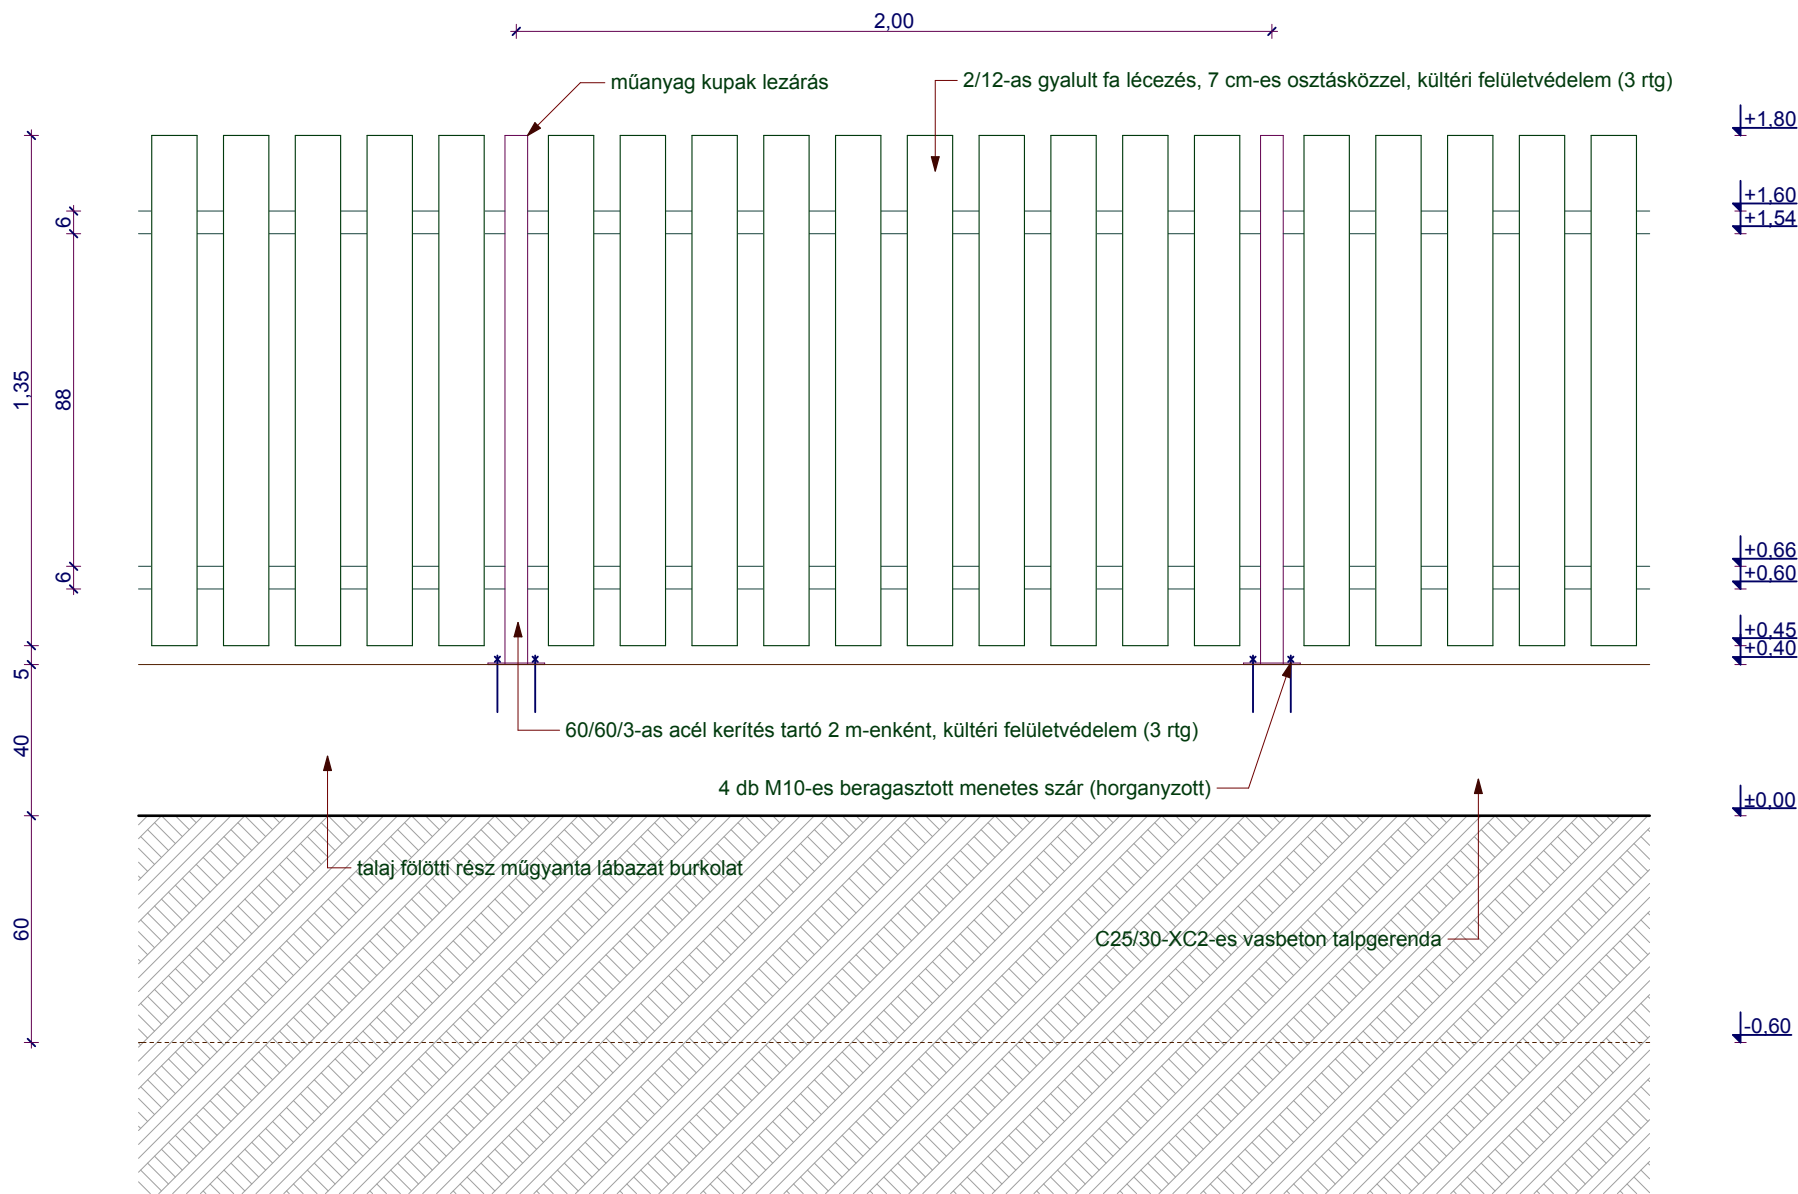 2,00
műanyag kupak lezárás
2/12-as gyalult fa lécezés, 7 cm-es osztásközzel, kültéri felületvédelem (3 rtg)
+1,80
+1,60
+1,54
6
1,35
88
6
+0,66
+0,60
+0,45
+0,40
5
60/60/3-as acél kerítés tartó 2 m-enként, kültéri felületvédelem (3 rtg)
40
4 db M10-es beragasztott menetes szár (horganyzott)
±0,00
talaj fölötti rész műgyanta lábazat burkolat
60
C25/30-XC2-es vasbeton talpgerenda
-0,60